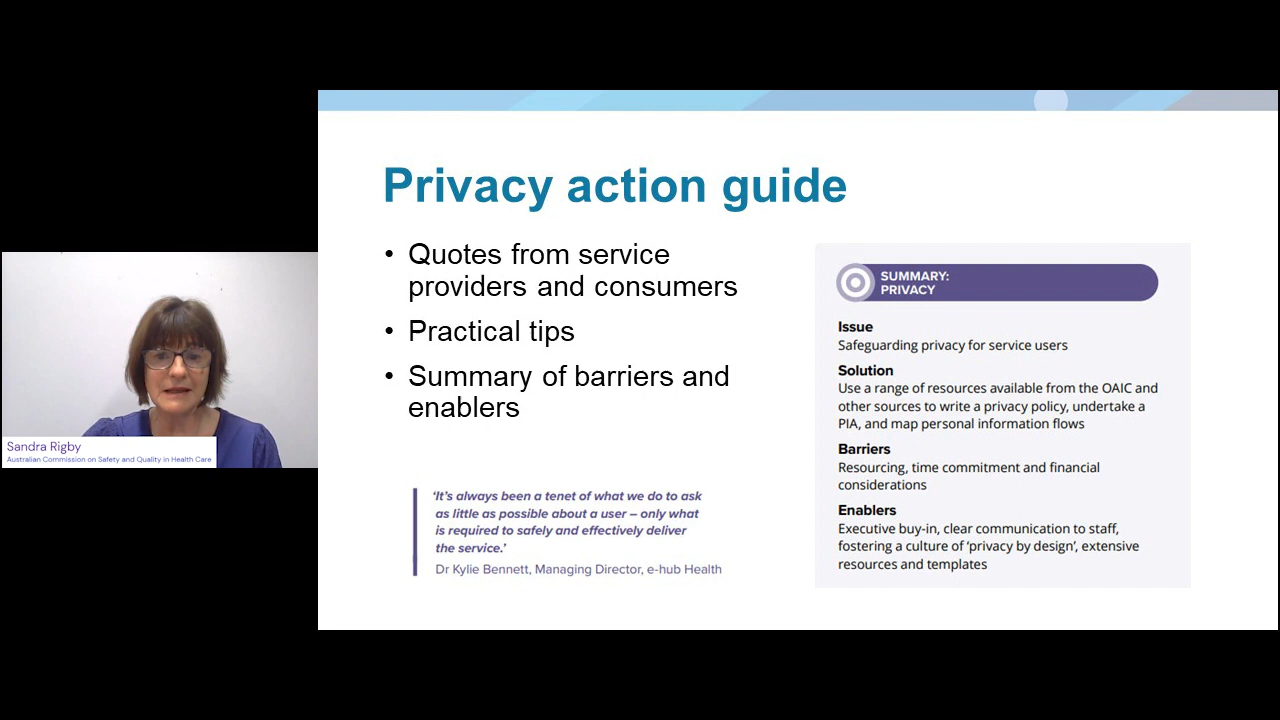 Privacy action guide
• Quotes from service
providers and consumers
• Practical tips
• Summary of barriers and
enablers
‘It’s always been a tenet of what we do to ask
as little as possible about a user – only what
is required to safely and effectively deliver
the service.’
Dr Kylie Bennett, Managing Director, e-hub Health
SUMMARY:
PRIVACY
Issue
Safeguarding privacy for service users
Solution
Use a range of resources available from the OAIC and
other sources to write a privacy policy, undertake a
PIA, and map personal information flows
Barriers
Resourcing, time commitment and financial
considerations
Enablers
Executive buy-in, clear communication to staff,
fostering a culture of ‘privacy by design’, extensive
resources and templates
Sandra Rigby
Australian Commission on Safety and Quality in Health Care